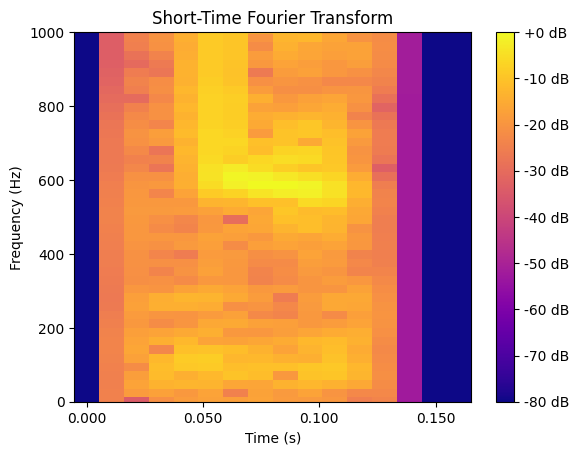 Short-Time Fourier Transform
1000
800
600
400
200
0
Frequency (Hz)
0.000
0.050
0.100
0.150
Time (s)
+0 dB
-10 dB
-20 dB
-30 dB
-40 dB
-50 dB
-60 dB
-70 dB
-80 dB